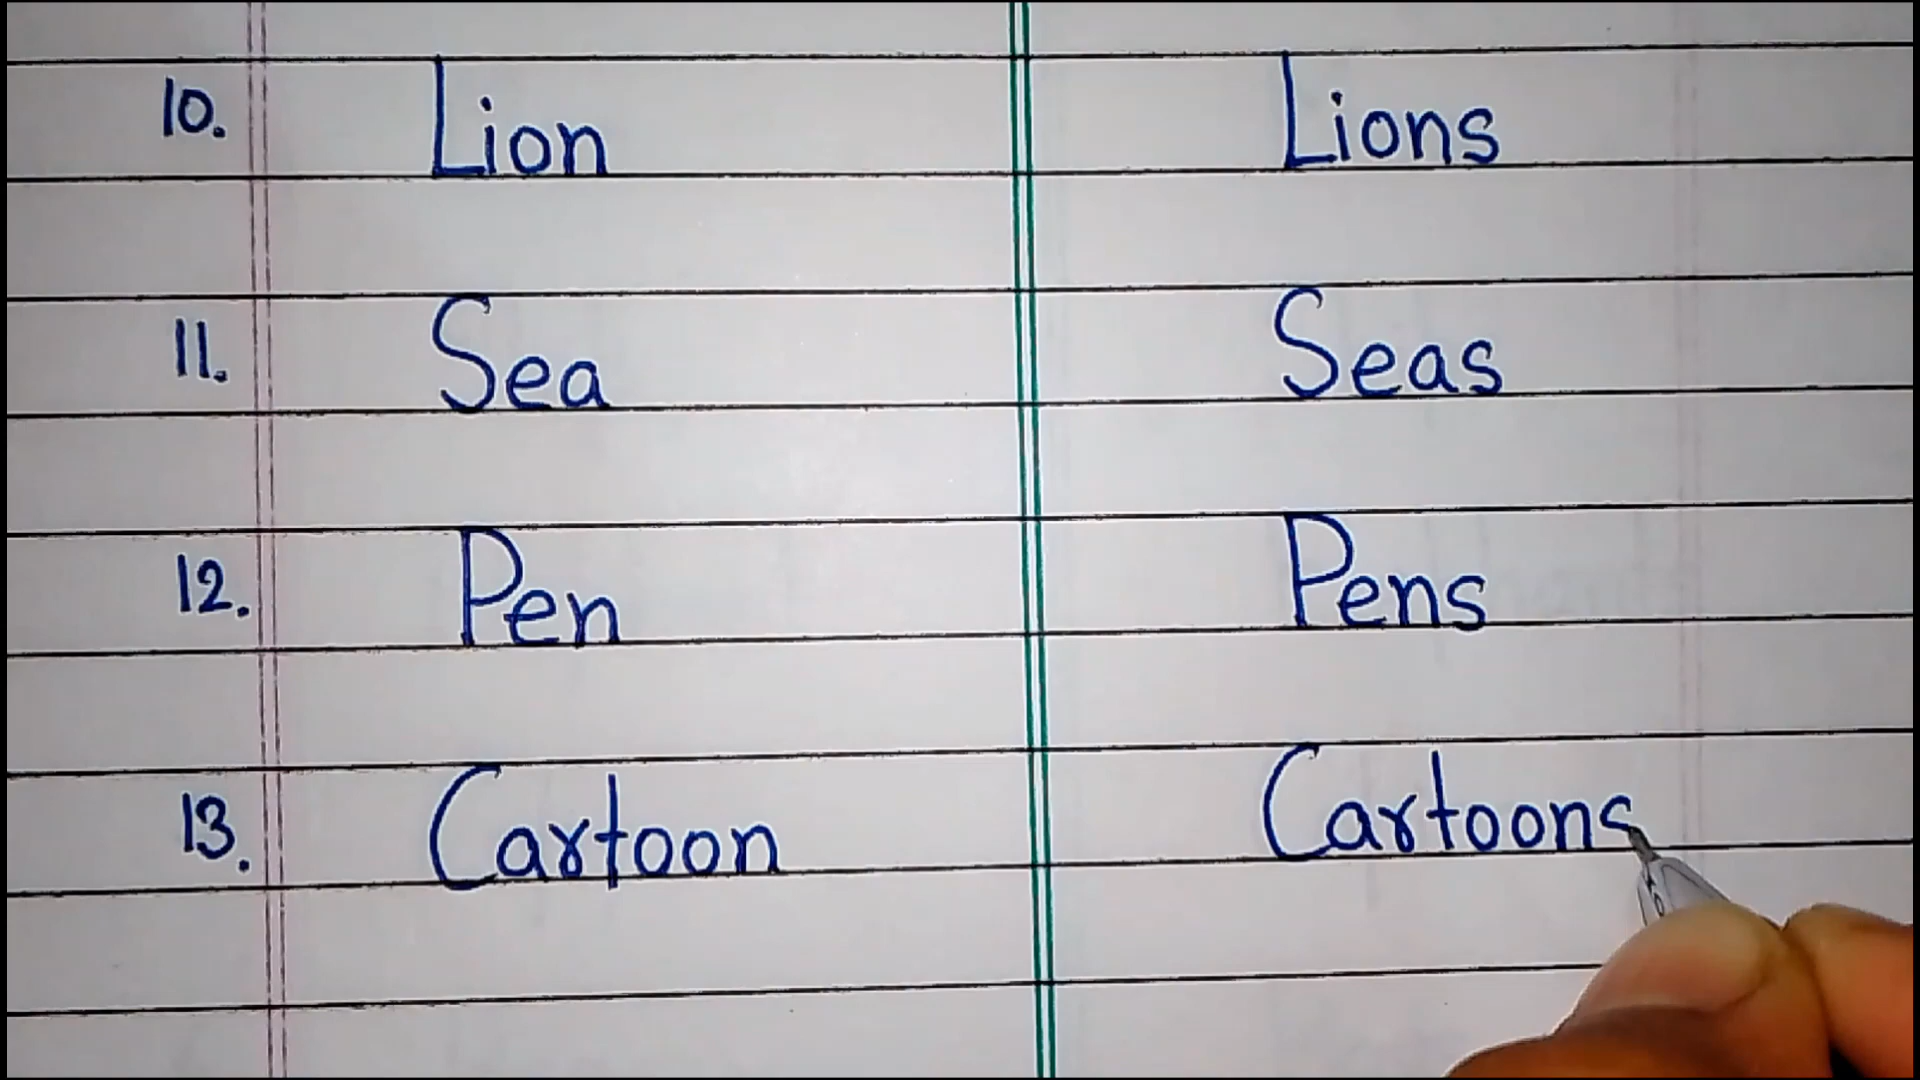 10. Lion Lions
11. Sea Seas
12. Pen Pens
13. Cartoon Cartoons